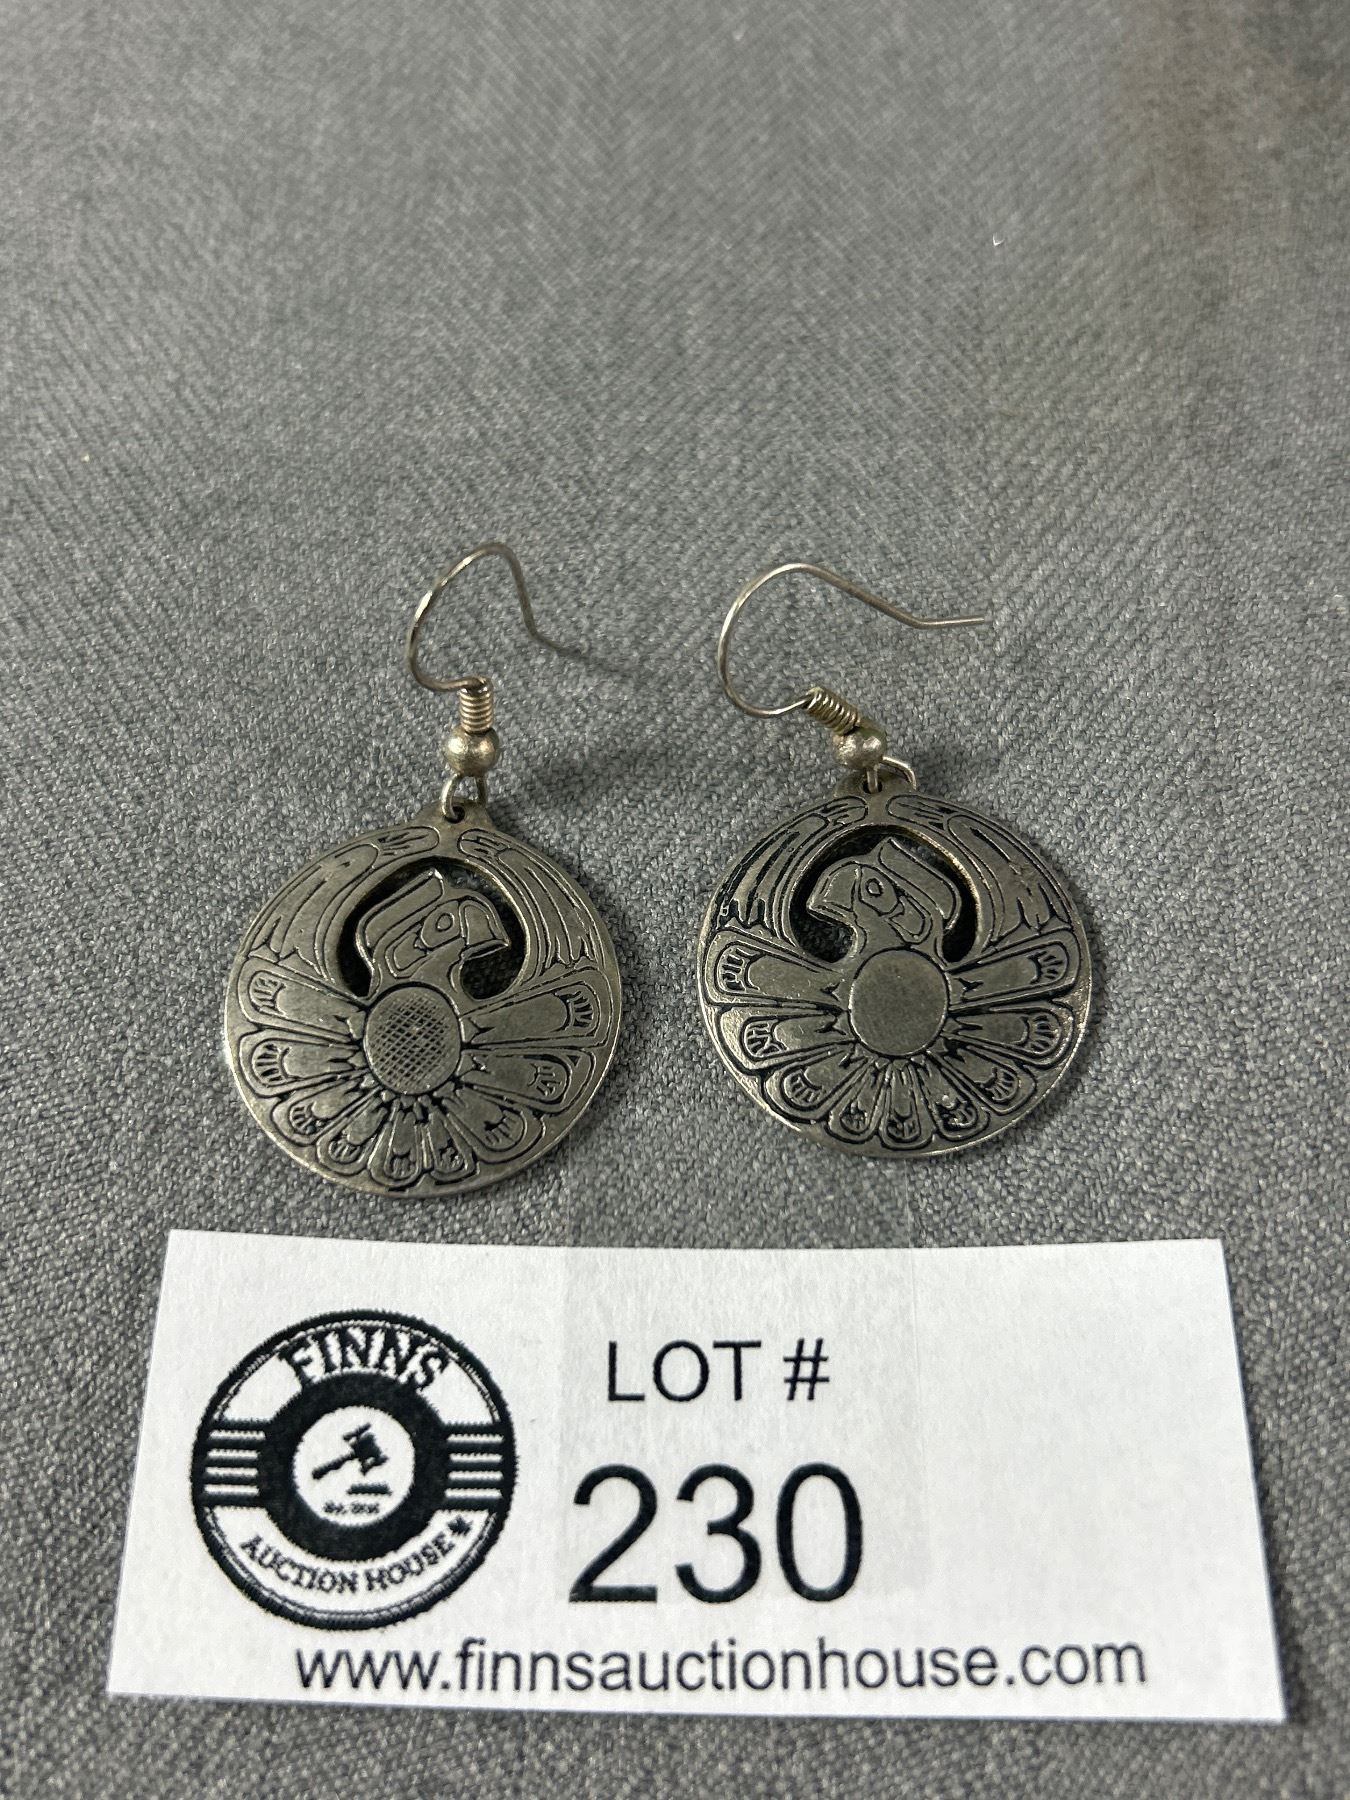 FINNS
AUCTION HOUSE
LOT #
230
www.finnsauctionhouse.com